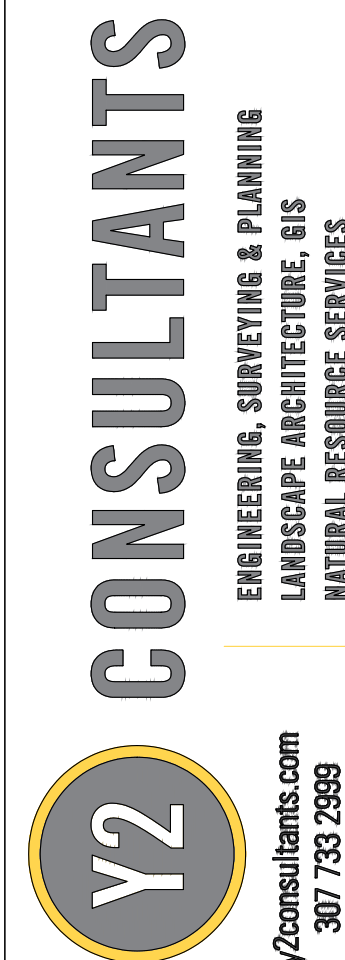 Y2 CONSULTANTS
ENGINEERING, SURVEYING & PLANNING
LANDSCAPE ARCHITECTURE, GIS
NATURAL RESOURCE SERVICES
y2consultants.com
307 733 2999